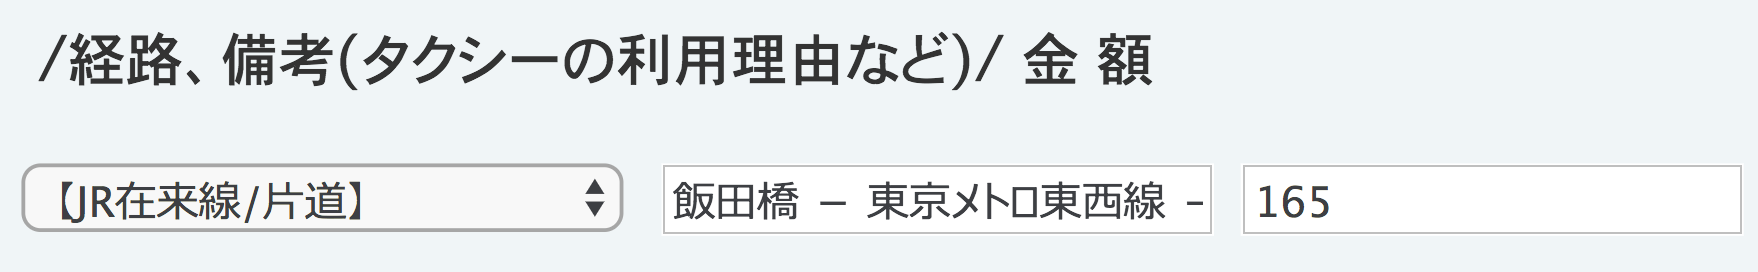 /経路、備考(タクシーの利用理由など)/ 金 額
【JR在来線/片道】 飯田橋 − 東京メトロ東西線 - 165